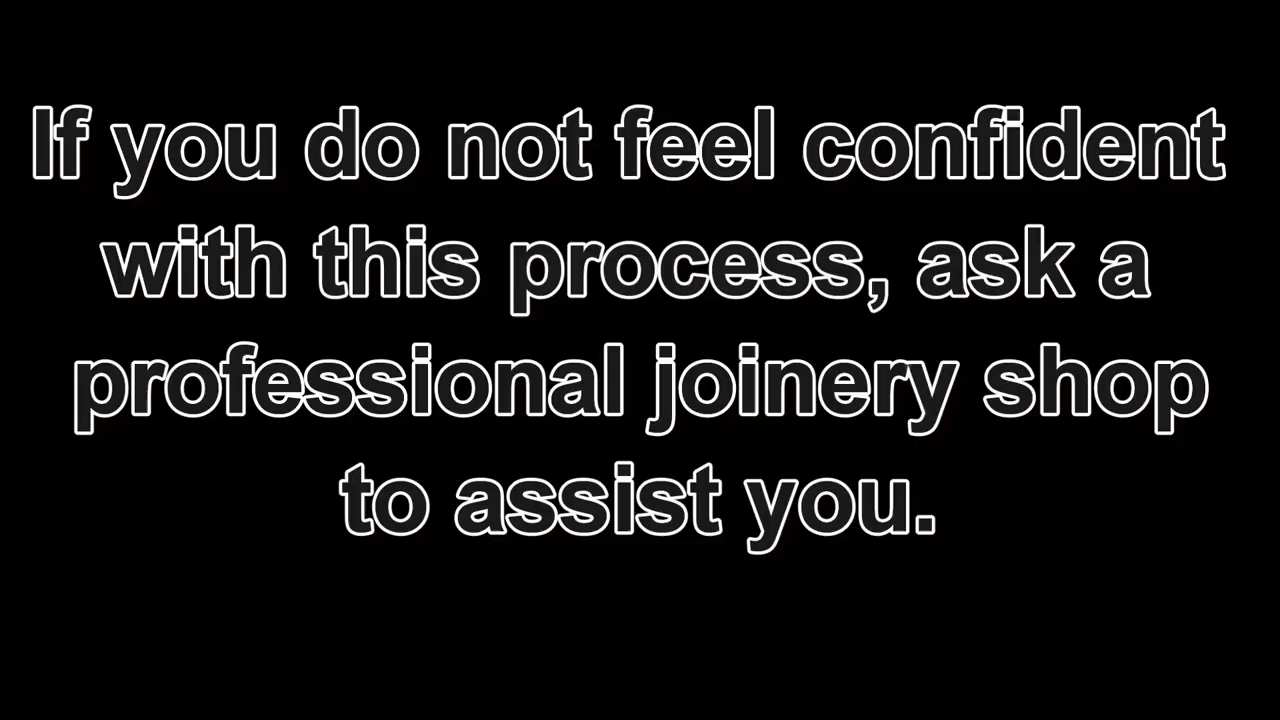 If you do not feel confident
with this process, ask a
professional joinery shop
to assist you.